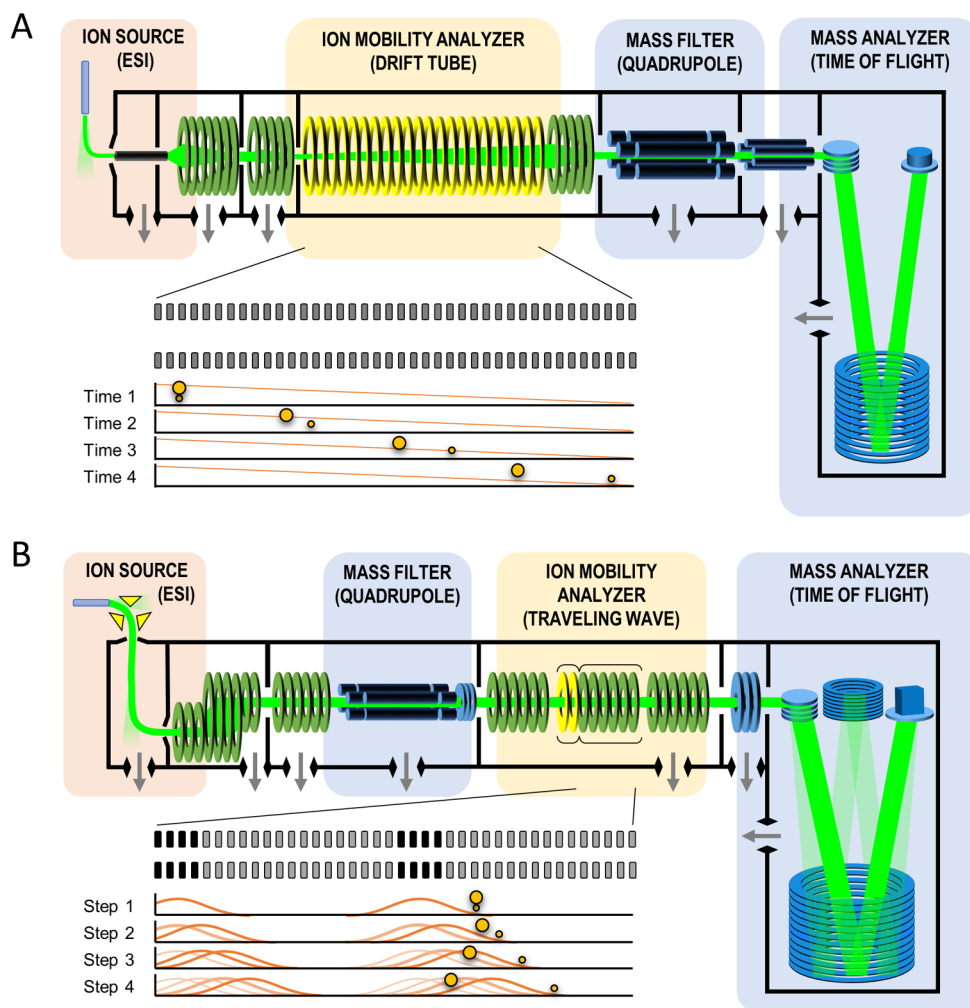 A
ION SOURCE
(ESI)
ION MOBILITY ANALYZER
(DRIFT TUBE)
MASS FILTER
(QUADRUPOLE)
MASS ANALYZER
(TIME OF FLIGHT)
Time 1
Time 2
Time 3
Time 4
B
ION SOURCE
(ESI)
MASS FILTER
(QUADRUPOLE)
ION MOBILITY
ANALYZER
(TRAVELING WAVE)
MASS ANALYZER
(TIME OF FLIGHT)
Step 1
Step 2
Step 3
Step 4